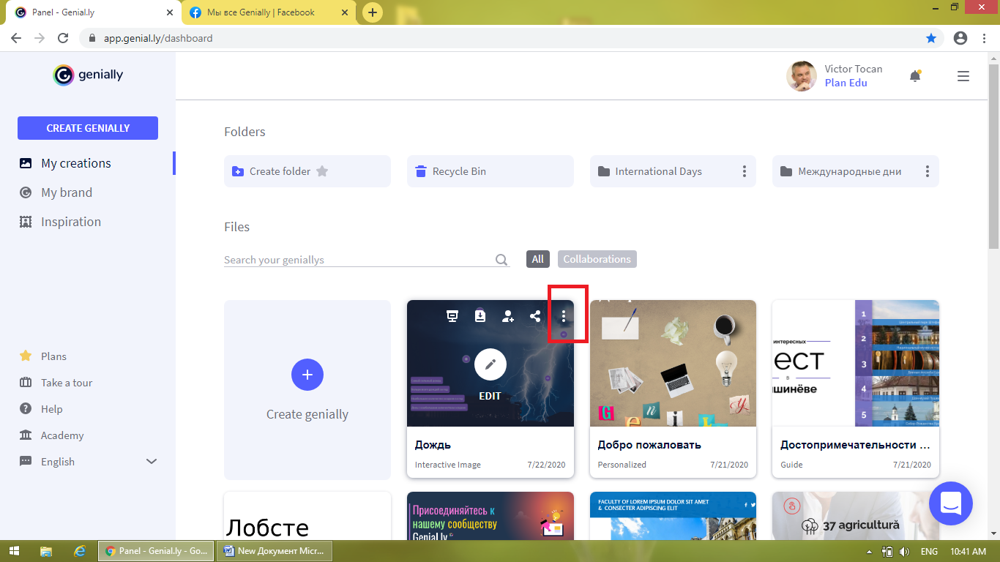 Panel - Genial.ly
Мы все Genially | Facebook
app.genial.ly/dashboard
genially
Victor Tocan
Plan Edu
CREATE GENIALLY
My creations
My brand
Inspiration
Plans
Take a tour
Help
Academy
English
Folders
Create folder
Recycle Bin
International Days
Международные дни
Files
Search your geniallys
All
Collaborations
Create genially
EDIT
Дождь
Interactive Image 7/22/2020
G e n i L y
Добро пожаловать
Personalized 7/21/2020
интересных
ест
в
шинёве
1
2
3
4
5
Достопримечательности ...
Guide 7/21/2020
Лобсте
Присоединяйтесь к
нашему сообществу
Genial.ly
FACULTY OF LOREM IPSUM DOLOR SIT AMET
& CONSECTER ADIPISCING ELIT
37 agricultură
Panel - Genial.ly - Go...
New Документ Micr...
ENG
10:41 AM